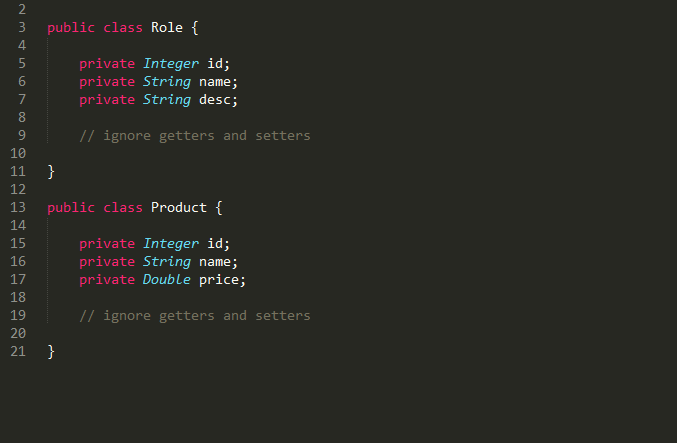 2
3 public class Role {
4
5 private Integer id;
6 private String name;
7 private String desc;
8
9 // ignore getters and setters
10
11 }
12
13 public class Product {
14
15 private Integer id;
16 private String name;
17 private Double price;
18
19 // ignore getters and setters
20
21 }